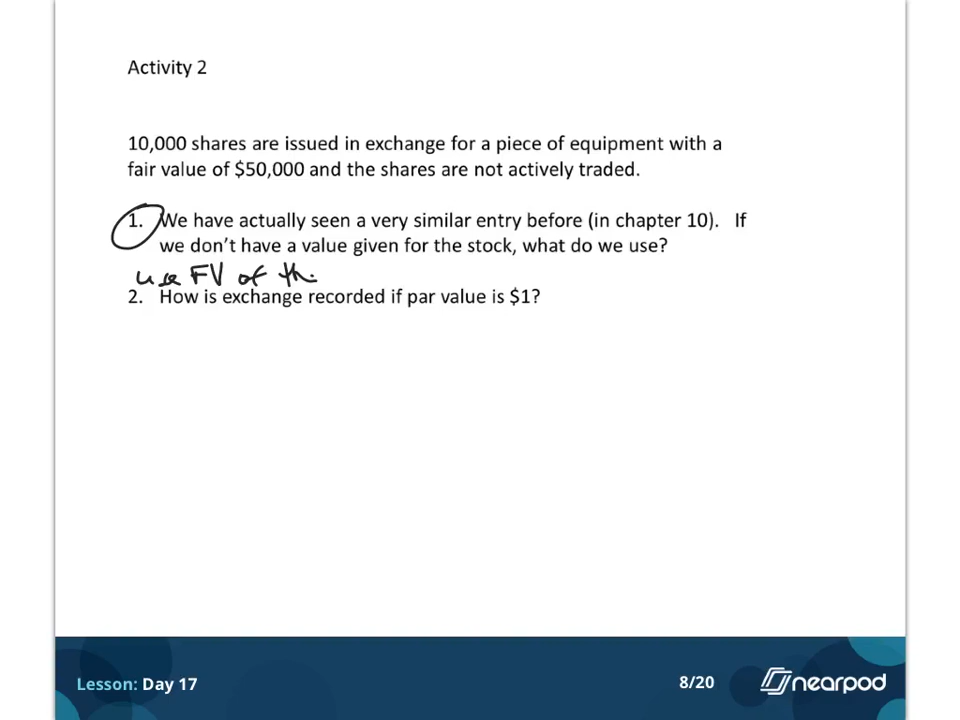 Activity 2
10,000 shares are issued in exchange for a piece of equipment with a
fair value of $50,000 and the shares are not actively traded.
1. We have actually seen a very similar entry before (in chapter 10). If
we don't have a value given for the stock, what do we use?
use FV of th
2. How is exchange recorded if par value is $1?
Lesson: Day 17
8/20
nearpod